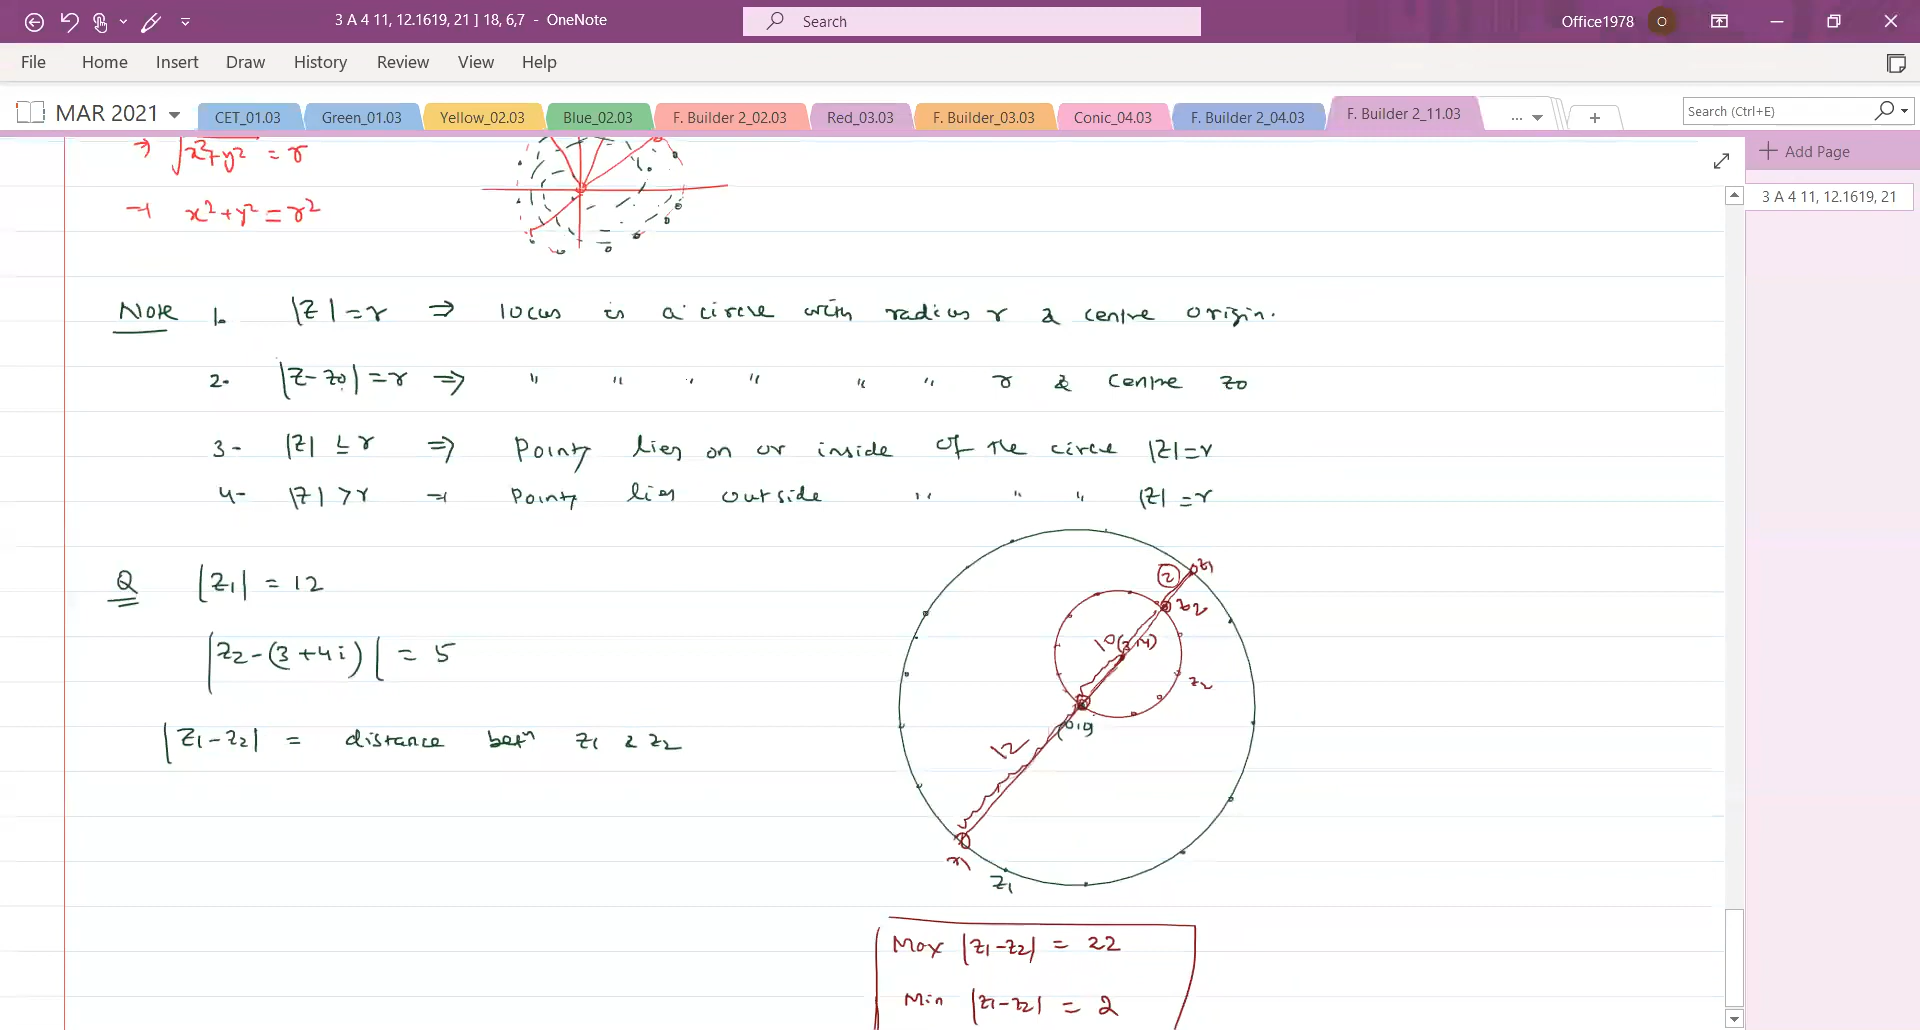 3 A 4 11, 12.1619, 21 ] 18, 6,7 - OneNote
Search
Office1978
O
File Home Insert Draw History Review View Help
MAR 2021
CET_01.03 Green_01.03 Yellow_02.03 Blue_02.03 F. Builder 2_02.03 Red_03.03 F. Builder_03.03 Conic_04.03 F. Builder 2_04.03 F. Builder 2_11.03 ... +
Search (Ctrl+E)
Add Page
3 A 4 11, 12.1619, 21
⇒ √x²+y² = r
→ x²+y² = r²
Note 1. |Z| = r ⇒ locus is a circle with radius r & centre origin.
2- |Z-z0| = r ⇒ " " " " " " r & centre z0
3- |Z| ≤ r ⇒ Points lies on or inside of the circle |Z|=r
4- |Z| > r → Points lies outside " " " |Z| = r
Q |Z1| = 12
|Z2-(3+4i)| = 5
|Z1-Z2| = distance betn Z1 & Z2
2 Z1
Z2
10 (3,4)
Z2
(0,0)
12
Z1
Z1
Max |Z1-Z2| = 22
Min |Z1-Z2| = 2